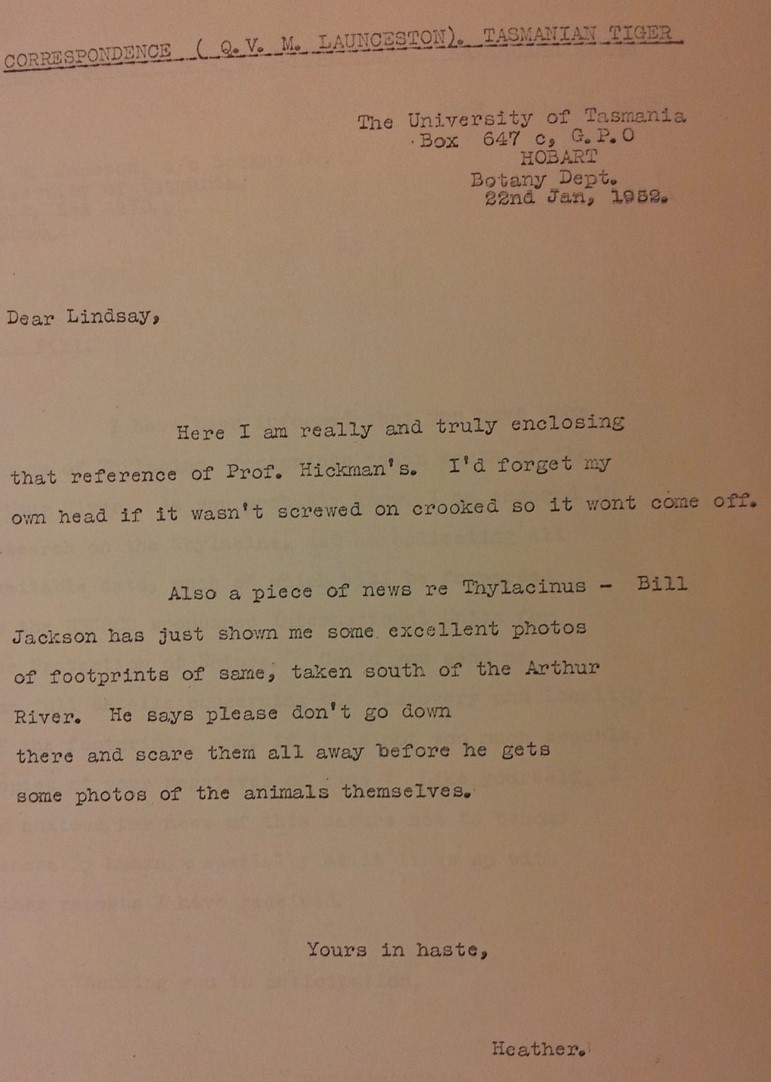 CORRESPONDENCE ( Q.V. M. LAUNCESTON). TASMANIAN TIGER
The University of Tasmania
Box 647 c, G.P.O
HOBART
Botany Dept.
22nd Jan, 1952.
Dear Lindsay,
Here I am really and truly enclosing
that reference of Prof. Hickman's. I'd forget my
own head if it wasn't screwed on crooked so it wont come off.
Also a piece of news re Thylacinus - Bill
Jackson has just shown me some excellent photos
of footprints of same, taken south of the Arthur
River. He says please don't go down
there and scare them all away before he gets
some photos of the animals themselves.
Yours in haste,
Heather.